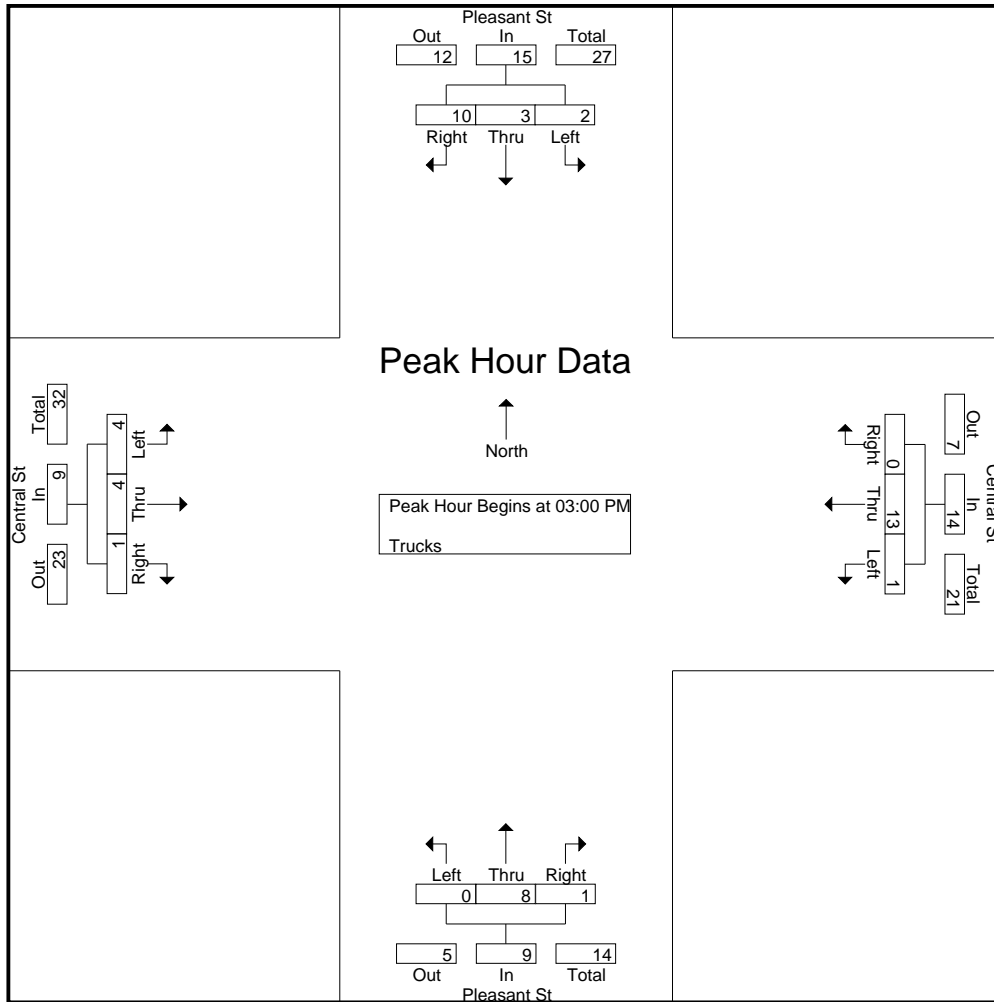 Pleasant St
Out In Total
12 15 27
10 3 2
Right Thru Left
Peak Hour Data
North
Peak Hour Begins at 03:00 PM
Trucks
Central St
Total In Out
32 9 23
4 4 1
Left Thru Right
Right Thru Left
0 13 1
7 14 21
Out In Total
Central St
Left Thru Right
0 8 1
5 9 14
Out In Total
Pleasant St